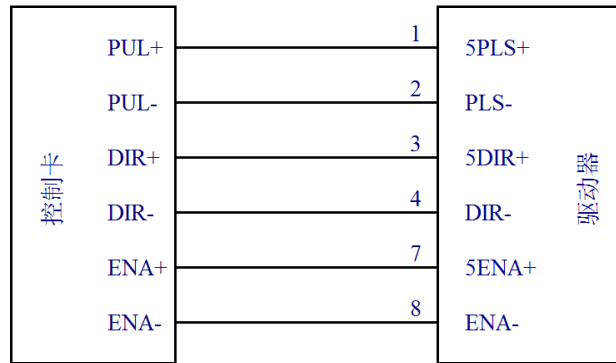 PUL+ 1 5PLS+
PUL- 2 PLS-
DIR+ 3 5DIR+
DIR- 4 DIR-
ENA+ 7 5ENA+
ENA- 8 ENA-
控制卡
驱动器